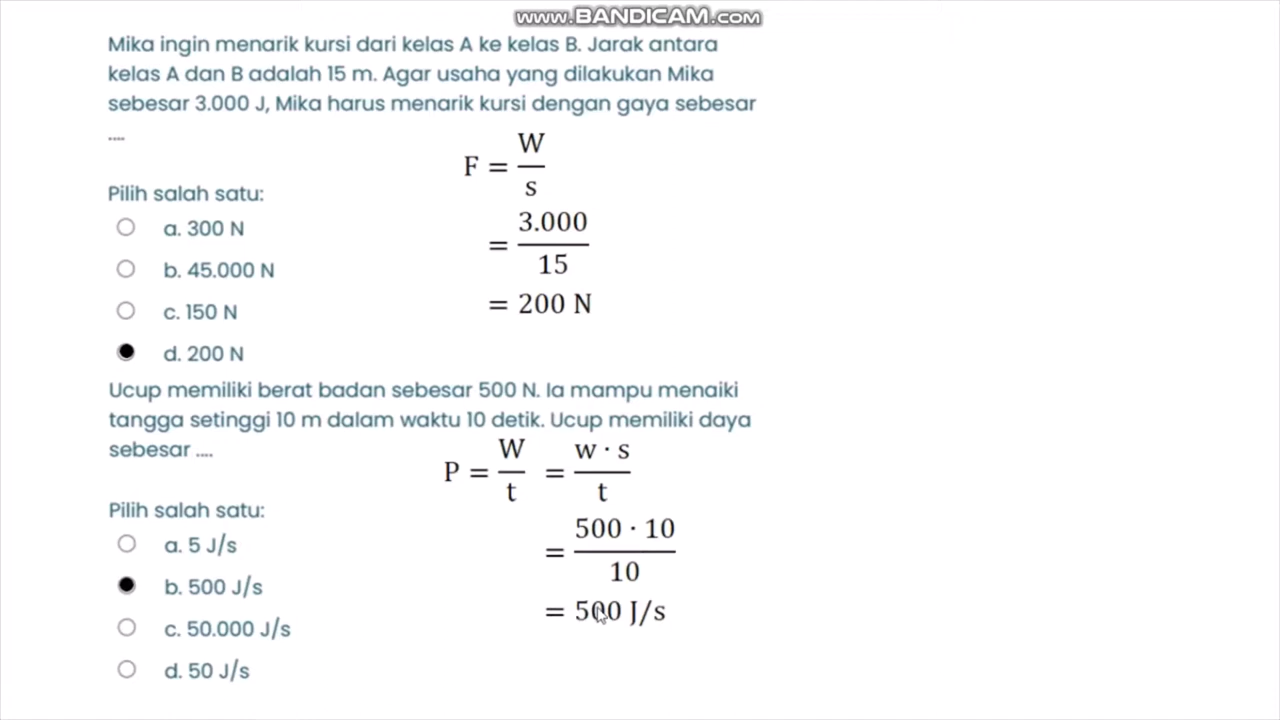 www.BANDICAM.com
Mika ingin menarik kursi dari kelas A ke kelas B. Jarak antara
kelas A dan B adalah 15 m. Agar usaha yang dilakukan Mika
sebesar 3.000 J, Mika harus menarik kursi dengan gaya sebesar
....
F = W/s
= 3.000/15
= 200 N
Pilih salah satu:
a. 300 N
b. 45.000 N
c. 150 N
d. 200 N
Ucup memiliki berat badan sebesar 500 N. Ia mampu menaiki
tangga setinggi 10 m dalam waktu 10 detik. Ucup memiliki daya
sebesar ....
P = W/t = w · s/t
= 500 · 10/10
= 500 J/s
Pilih salah satu:
a. 5 J/s
b. 500 J/s
c. 50.000 J/s
d. 50 J/s